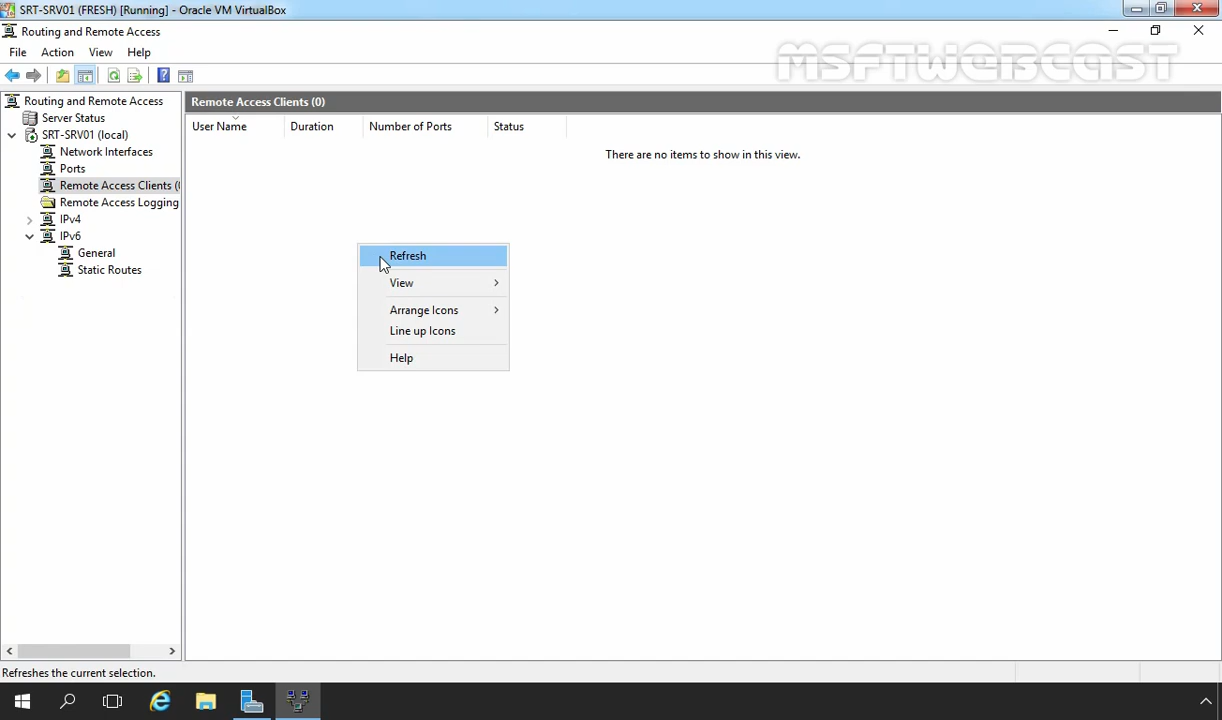 SRT-SRV01 (FRESH) [Running] - Oracle VM VirtualBox
Routing and Remote Access
File Action View Help
MSFTWEBCAST
Routing and Remote Access
Server Status
SRT-SRV01 (local)
Network Interfaces
Ports
Remote Access Clients (0
Remote Access Logging
IPv4
IPv6
General
Static Routes
Remote Access Clients (0)
User Name Duration Number of Ports Status
There are no items to show in this view.
Refresh
View
Arrange Icons
Line up Icons
Help
Refreshes the current selection.